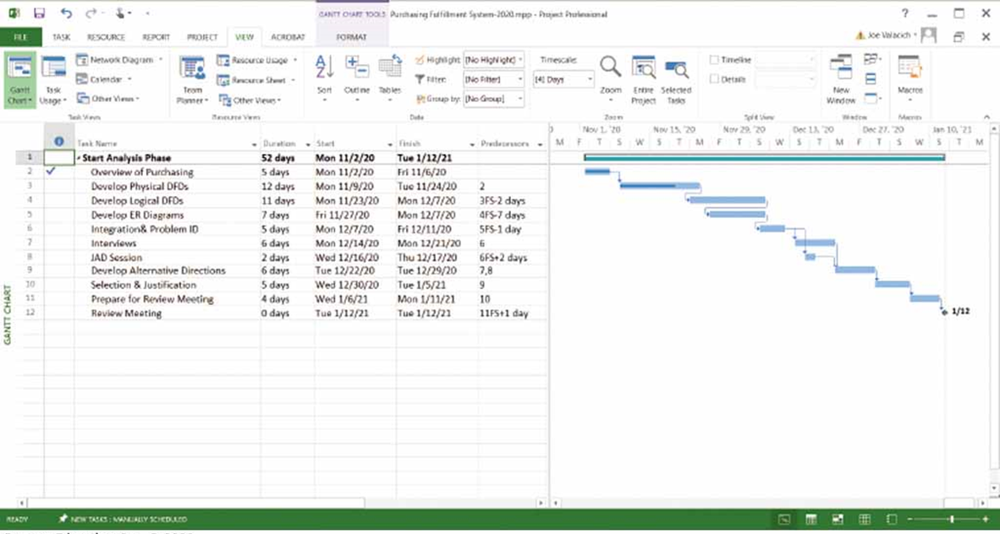 GANTT CHART TOOLS Purchasing Fulfillment System-2020.mpp - Project Professional ?
FILE TASK RESOURCE REPORT PROJECT VIEW ACROBAT FORMAT Joe Valacich
Gantt Chart Task Usage Network Diagram Calendar Other Views Task Views
Team Planner Resource Usage Resource Sheet Other Views Resource Views
Sort Outline Tables Highlight: [No Highlight] Filter: [No Filter] Group by: [No Group] Data
Timescale: [4] Days Zoom Entire Project Selected Tasks Zoom
Timeline Details Split View
New Window Window Macros Macros
Task Name Duration Start Finish Predecessors
1 Start Analysis Phase 52 days Mon 11/2/20 Tue 1/12/21
2 Overview of Purchasing 5 days Mon 11/2/20 Fri 11/6/20
3 Develop Physical DFDs 12 days Mon 11/9/20 Tue 11/24/20 2
4 Develop Logical DFDs 11 days Mon 11/23/20 Mon 12/7/20 3FS-2 days
5 Develop ER Diagrams 7 days Fri 11/27/20 Mon 12/7/20 4FS-7 days
6 Integration& Problem ID 5 days Mon 12/7/20 Fri 12/11/20 5FS-1 day
7 Interviews 6 days Mon 12/14/20 Mon 12/21/20 6
8 JAD Session 2 days Wed 12/16/20 Thu 12/17/20 6FS+2 days
9 Develop Alternative Directions 6 days Tue 12/22/20 Tue 12/29/20 7,8
10 Selection & Justification 5 days Wed 12/30/20 Tue 1/5/21 9
11 Prepare for Review Meeting 4 days Wed 1/6/21 Mon 1/11/21 10
12 Review Meeting 0 days Tue 1/12/21 Tue 1/12/21 11FS+1 day
Nov 1, '20 Nov 15, '20 Nov 29, '20 Dec 13, '20 Dec 27, '20 Jan 10, '21
M F T S W S T M F T S W S T M F T S W S T M
1/12
GANTT CHART
READY NEW TASKS : MANUALLY SCHEDULED